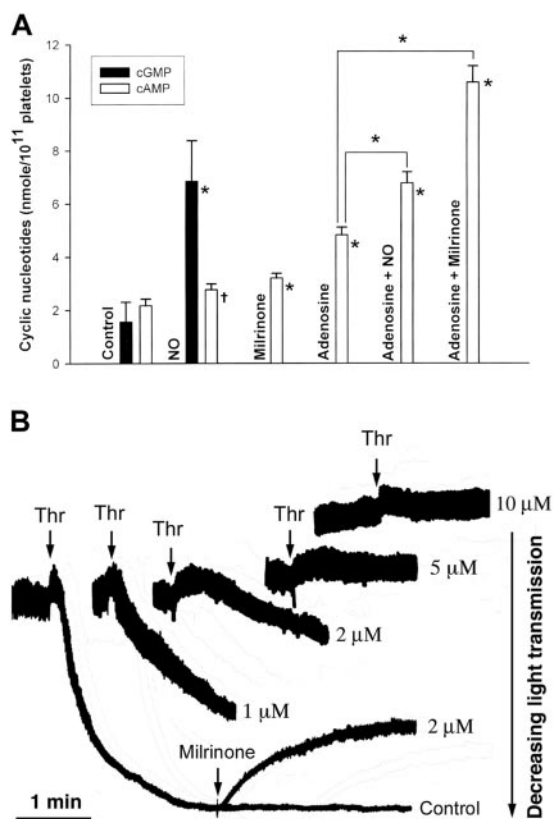 A
Cyclic nucleotides (nmole/10¹¹ platelets)
12
10
8
6
4
2
0
cGMP
cAMP
Control
NO
Milrinone
Adenosine
Adenosine + NO
Adenosine + Milrinone
*
†
*
*
*
*
*
*
B
Thr
Thr
Thr
Thr
Thr
10 µM
5 µM
2 µM
1 µM
Milrinone
2 µM
Control
1 min
Decreasing light transmission